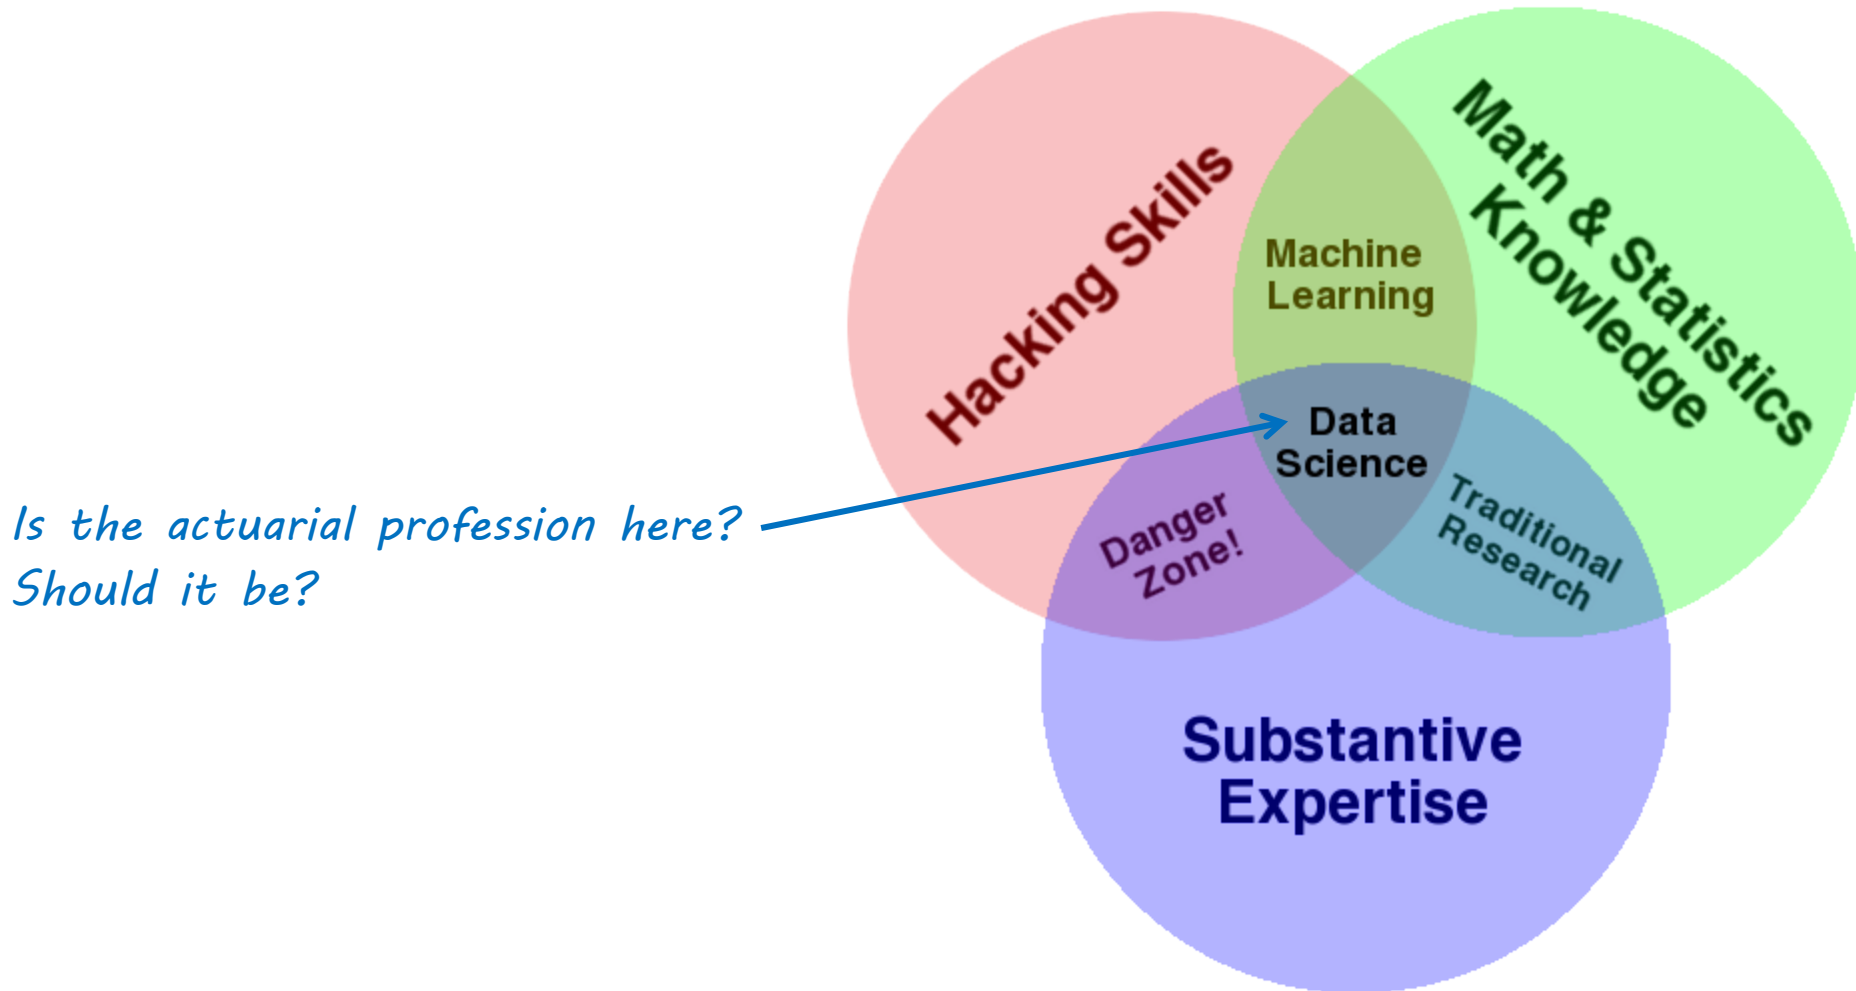 Hacking Skills
Math & Statistics
Knowledge
Machine
Learning
Data
Science
Is the actuarial profession here?
Should it be?
Danger
Zone!
Traditional
Research
Substantive
Expertise